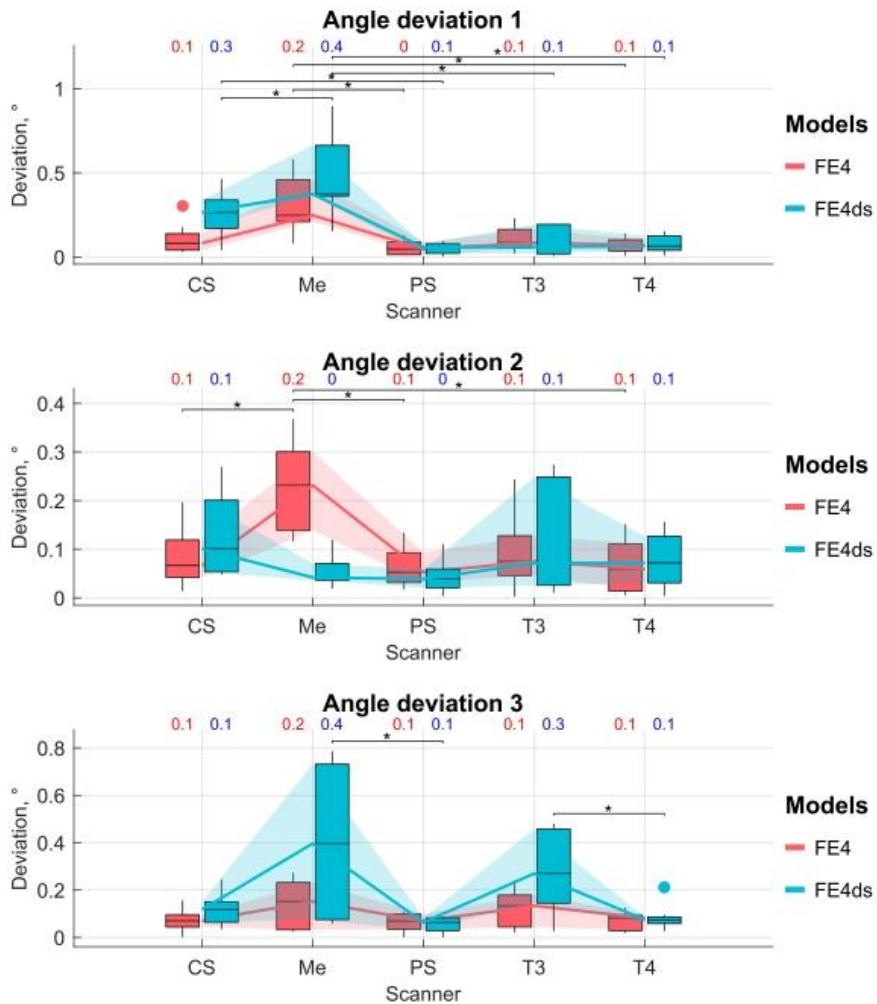 Angle deviation 1
0.1 0.3 0.2 0.4 0 0.1 0.1 0.1 0.1 0.1
*
*
*
*
*
*
1
0.5
0
Deviation, °
CS Me PS T3 T4
Scanner
Models
FE4
FE4ds
Angle deviation 2
0.1 0.1 0.2 0 0.1 0 0.1 0.1 0.1 0.1
*
*
*
0.4
0.3
0.2
0.1
0
Deviation, °
CS Me PS T3 T4
Scanner
Models
FE4
FE4ds
Angle deviation 3
0.1 0.1 0.2 0.4 0.1 0.1 0.1 0.3 0.1 0.1
*
*
0.8
0.6
0.4
0.2
0
Deviation, °
CS Me PS T3 T4
Scanner
Models
FE4
FE4ds